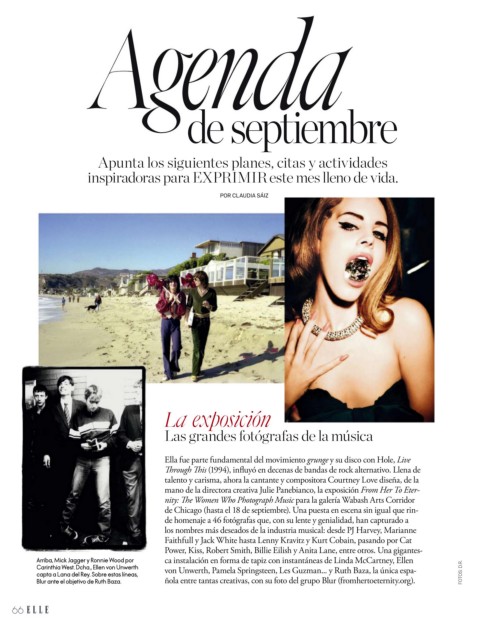 Agenda
de septiembre
Apunta los siguientes planes, citas y actividades
inspiradoras para EXPRIMIR este mes lleno de vida.
POR CLAUDIA SÁIZ
La exposición
Las grandes fotógrafas de la música
Ella fue parte fundamental del movimiento grunge y su disco con Hole, Live
Through This (1994), influyó en decenas de bandas de rock alternativo. Llena de
talento y carisma, ahora la cantante y compositora Courtney Love diseña, de la
mano de la directora creativa Julie Panebianco, la exposición From Her To Eter-
nity: The Women Who Photograph Music para la galería Wabash Arts Corridor
de Chicago (hasta el 18 de septiembre). Una puesta en escena sin igual que rin-
de homenaje a 46 fotógrafas que, con su lente y genialidad, han capturado a
los nombres más deseados de la industria musical: desde PJ Harvey, Marianne
Faithfull y Jack White hasta Lenny Kravitz y Kurt Cobain, pasando por Cat
Power, Kiss, Robert Smith, Billie Eilish y Anita Lane, entre otros. Una gigantes-
ca instalación en forma de tapiz con instantáneas de Linda McCartney, Ellen
von Unwerth, Pamela Springsteen, Les Guzman... y Ruth Baza, la única espa-
ñola entre tantas creativas, con su foto del grupo Blur (fromhertoeternity.org).
Arriba, Mick Jagger y Ronnie Wood por
Carinthia West. Dcha., Ellen von Unwerth
capta a Lana del Rey. Sobre estas líneas,
Blur ante el objetivo de Ruth Baza.
FOTOS: D.R.
66 ELLE